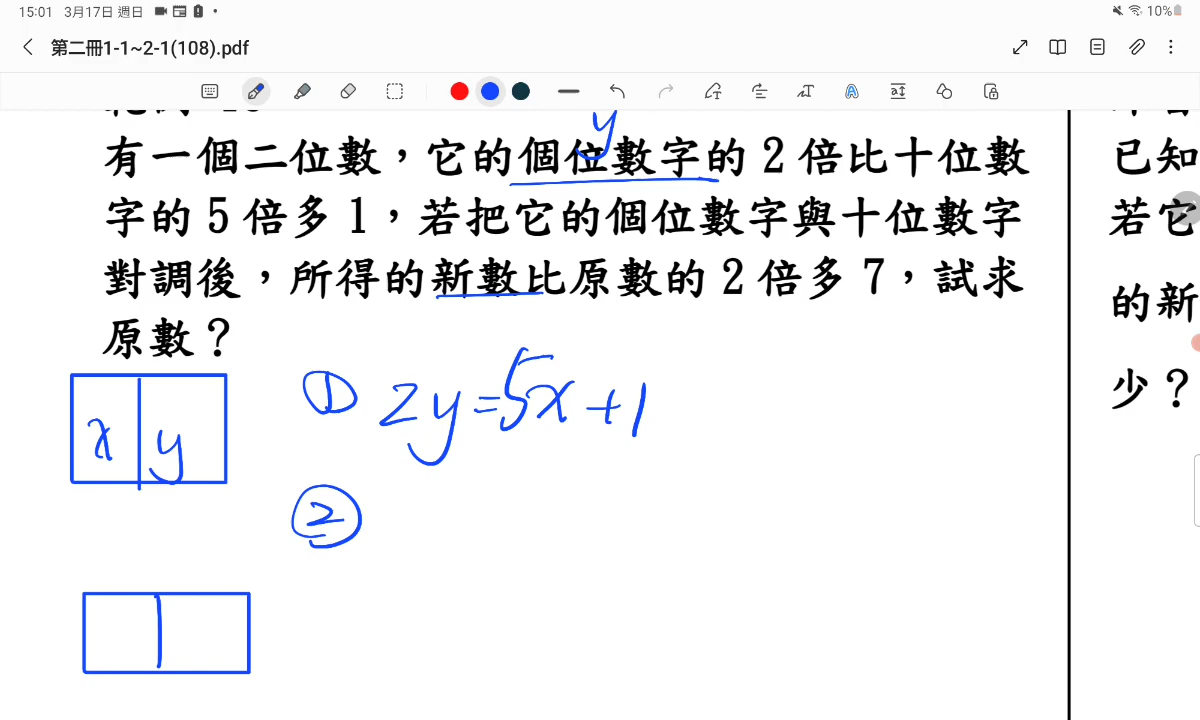 15:01 3月17日 週日
10%
第二冊1-1~2-1(108).pdf
y
有一個二位數，它的個位數字的 2 倍比十位數
字的 5 倍多 1，若把它的個位數字與十位數字
對調後，所得的新數比原數的 2 倍多 7，試求
原數？
① 2y=5x+1
x y
②
已知
若它
的新
少？